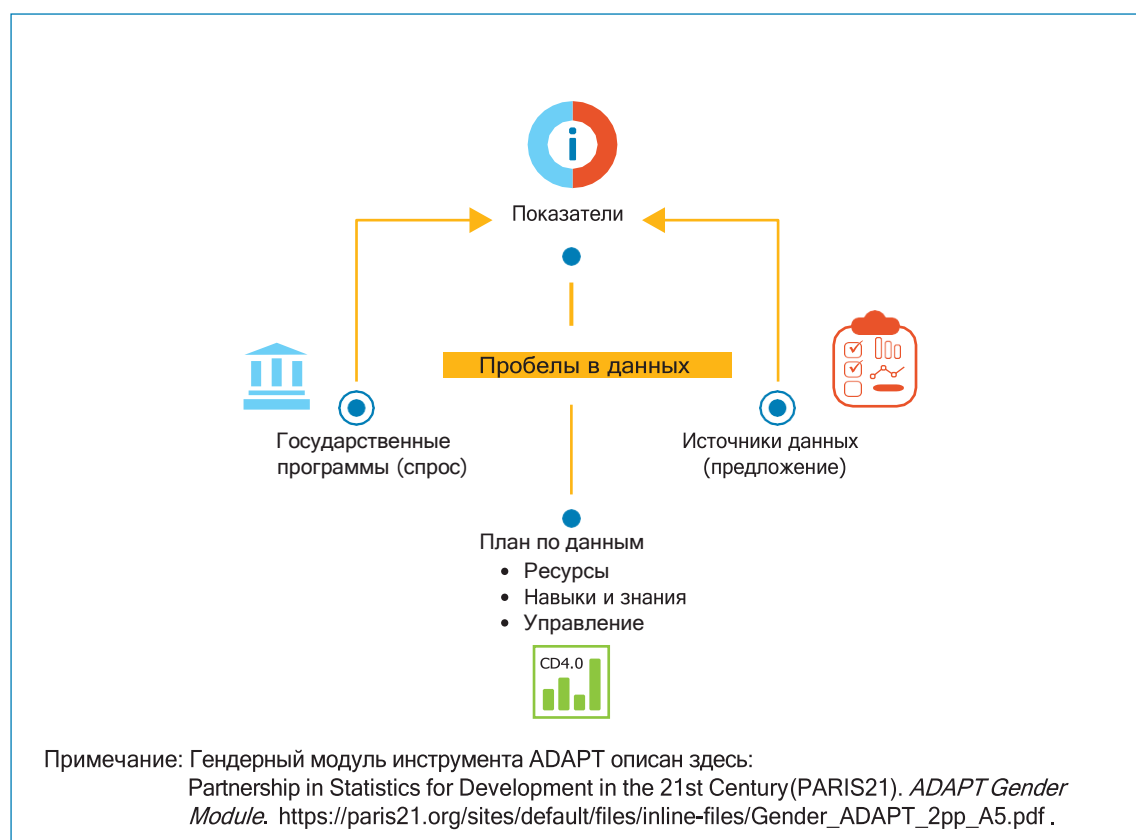 i
Показатели
Пробелы в данных
Государственные
программы (спрос)
Источники данных
(предложение)
План по данным
• Ресурсы
• Навыки и знания
• Управление
CD4.0
Примечание: Гендерный модуль инструмента ADAPT описан здесь:
Partnership in Statistics for Development in the 21st Century(PARIS21). ADAPT Gender
Module. https://paris21.org/sites/default/files/inline-files/Gender_ADAPT_2pp_A5.pdf .